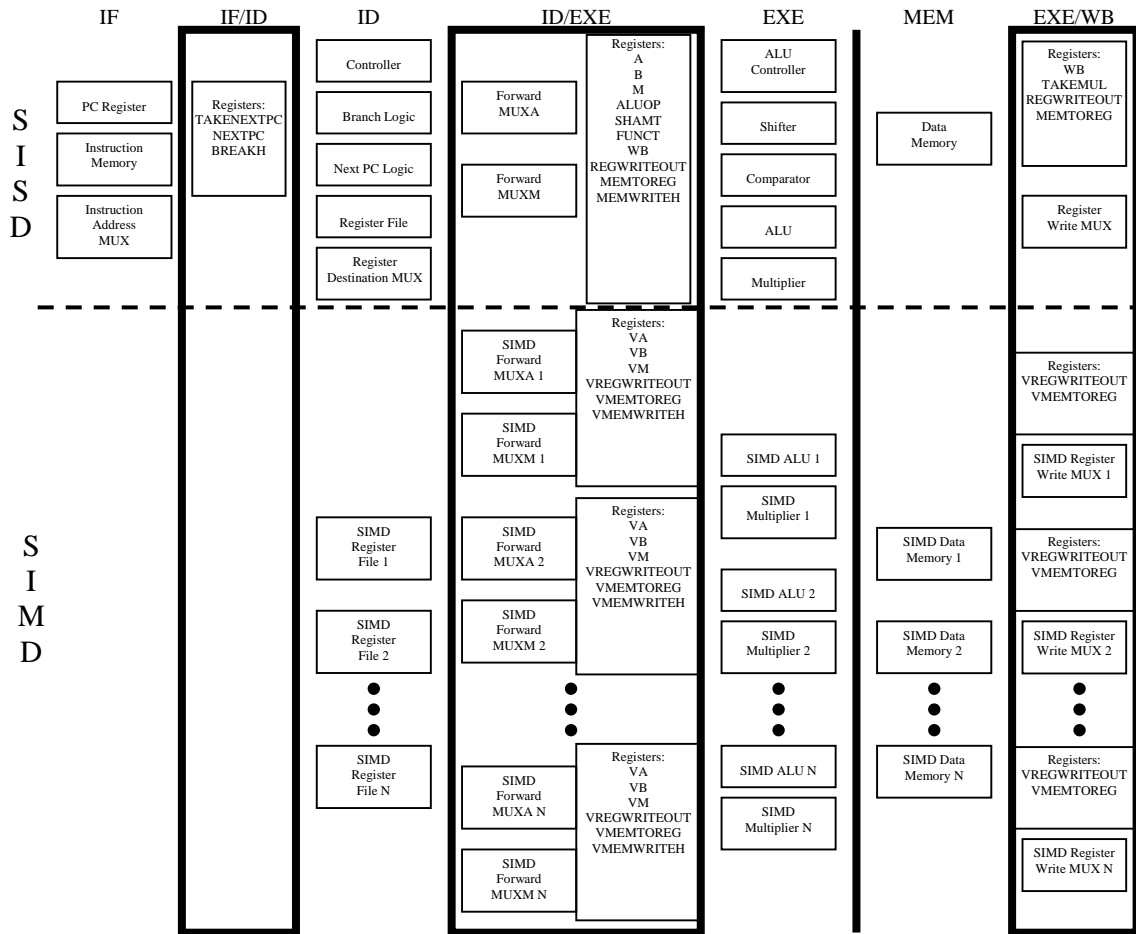 IF
IF/ID
ID
ID/EXE
EXE
MEM
EXE/WB
S
I
S
D
PC Register
Instruction
Memory
Instruction
Address
MUX
Registers:
TAKENEXTPC
NEXTPC
BREAKH
Controller
Branch Logic
Next PC Logic
Register File
Register
Destination MUX
Forward
MUXA
Forward
MUXM
Registers:
A
B
M
ALUOP
SHAMT
FUNCT
WB
REGWRITEOUT
MEMTOREG
MEMWRITEH
ALU
Controller
Shifter
Comparator
ALU
Multiplier
Data
Memory
Registers:
WB
TAKEMUL
REGWRITEOUT
MEMTOREG
Register
Write MUX
S
I
M
D
SIMD
Register
File 1
SIMD
Register
File 2
SIMD
Register
File N
SIMD
Forward
MUXA 1
SIMD
Forward
MUXM 1
Registers:
VA
VB
VM
VREGWRITEOUT
VMEMTOREG
VMEMWRITEH
SIMD
Forward
MUXA 2
SIMD
Forward
MUXM 2
Registers:
VA
VB
VM
VREGWRITEOUT
VMEMTOREG
VMEMWRITEH
SIMD
Forward
MUXA N
SIMD
Forward
MUXM N
Registers:
VA
VB
VM
VREGWRITEOUT
VMEMTOREG
VMEMWRITEH
SIMD ALU 1
SIMD
Multiplier 1
SIMD ALU 2
SIMD
Multiplier 2
SIMD ALU N
SIMD
Multiplier N
SIMD Data
Memory 1
SIMD Data
Memory 2
SIMD Data
Memory N
Registers:
VREGWRITEOUT
VMEMTOREG
SIMD Register
Write MUX 1
Registers:
VREGWRITEOUT
VMEMTOREG
SIMD Register
Write MUX 2
Registers:
VREGWRITEOUT
VMEMTOREG
SIMD Register
Write MUX N